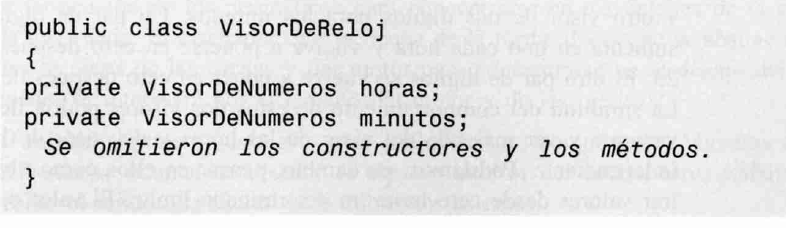 public class VisorDeReloj
{
private VisorDeNumeros horas;
private VisorDeNumeros minutos;
Se omitieron los constructores y los métodos.
}